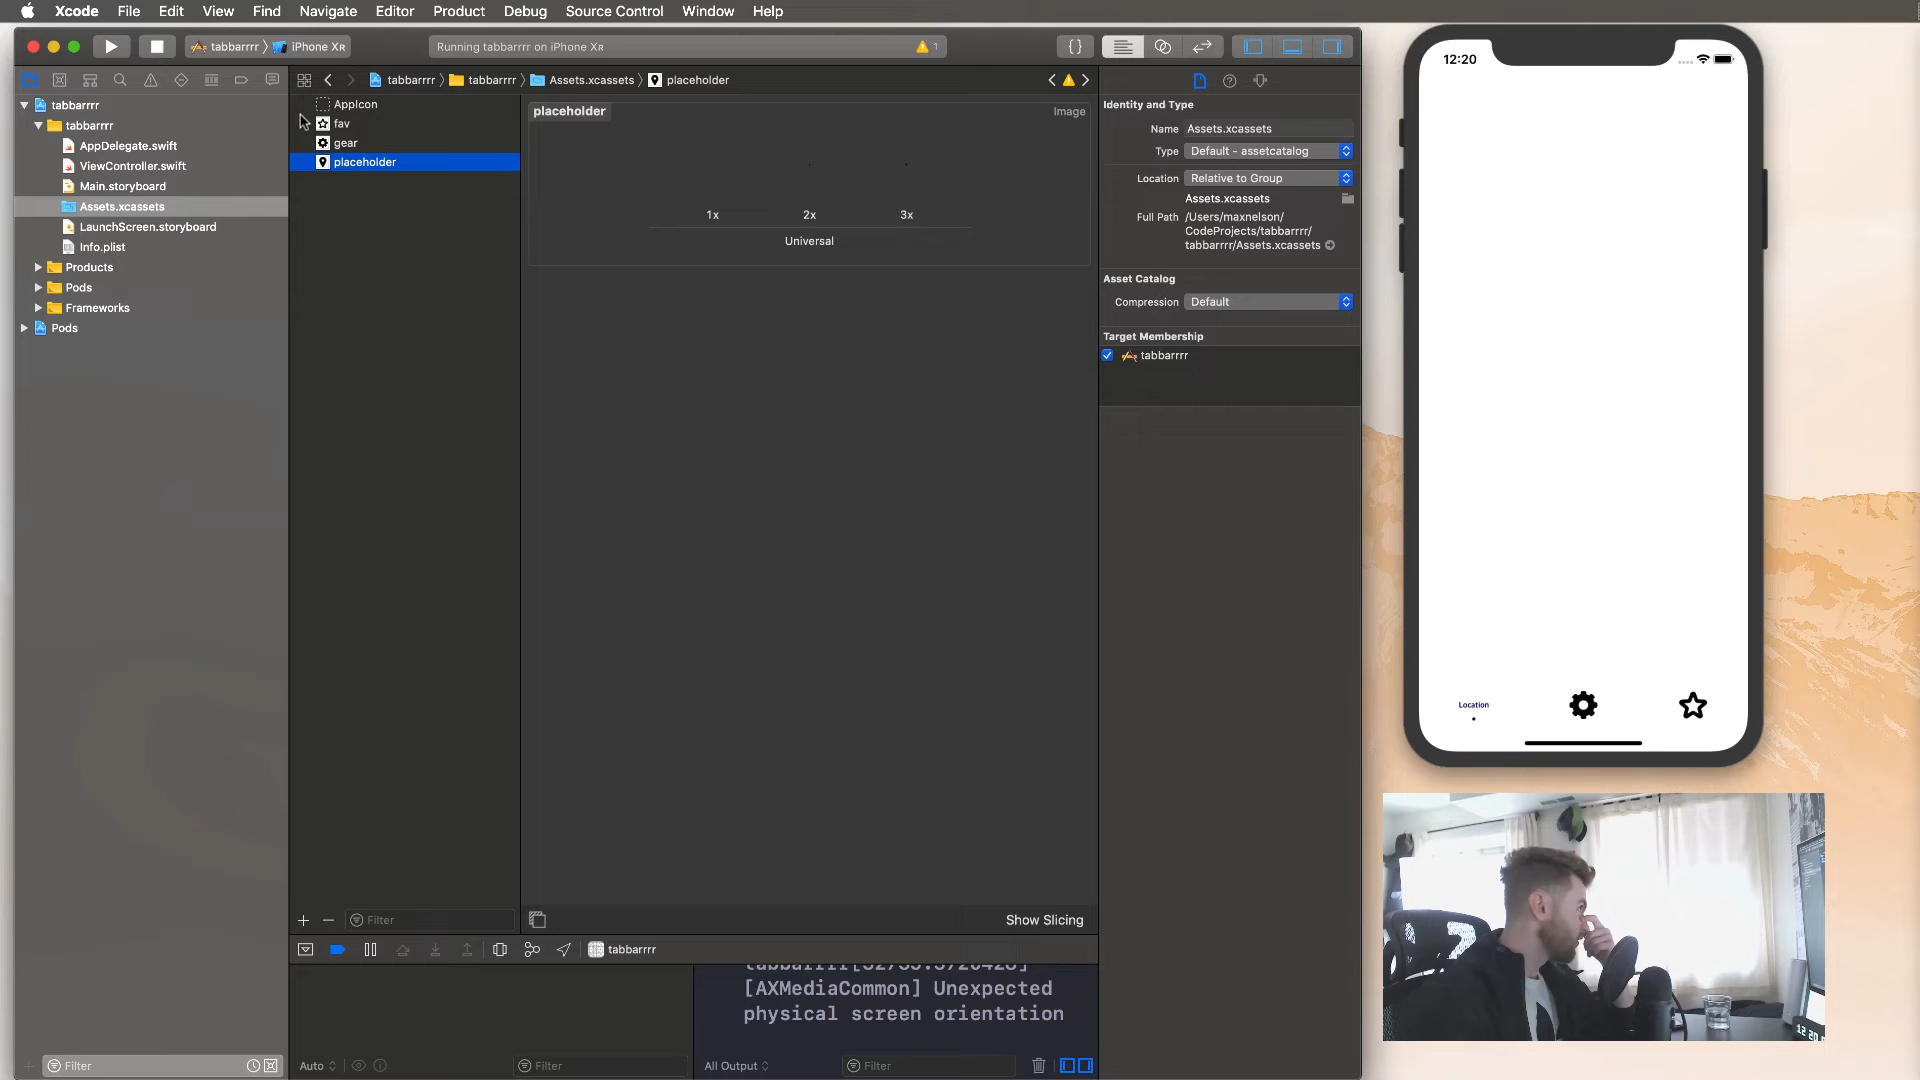 Xcode File Edit View Find Navigate Editor Product Debug Source Control Window Help
tabbarrrr iPhone XR
Running tabbarrrr on iPhone XR
1
tabbarrrr
tabbarrrr
AppDelegate.swift
ViewController.swift
Main.storyboard
Assets.xcassets
LaunchScreen.storyboard
Info.plist
Products
Pods
Frameworks
Pods
Filter
tabbarrrr tabbarrrr Assets.xcassets placeholder
AppIcon
fav
gear
placeholder
placeholder Image
1x 2x 3x
Universal
Filter
Show Slicing
tabbarrrr
[AXMediaCommon] Unexpected
physical screen orientation
Auto
Filter
All Output
Filter
Identity and Type
Name Assets.xcassets
Type Default - assetcatalog
Location Relative to Group
Assets.xcassets
Full Path /Users/maxnelson/
CodeProjects/tabbarrrr/
tabbarrrr/Assets.xcassets
Asset Catalog
Compression Default
Target Membership
tabbarrrr
12:20
Location